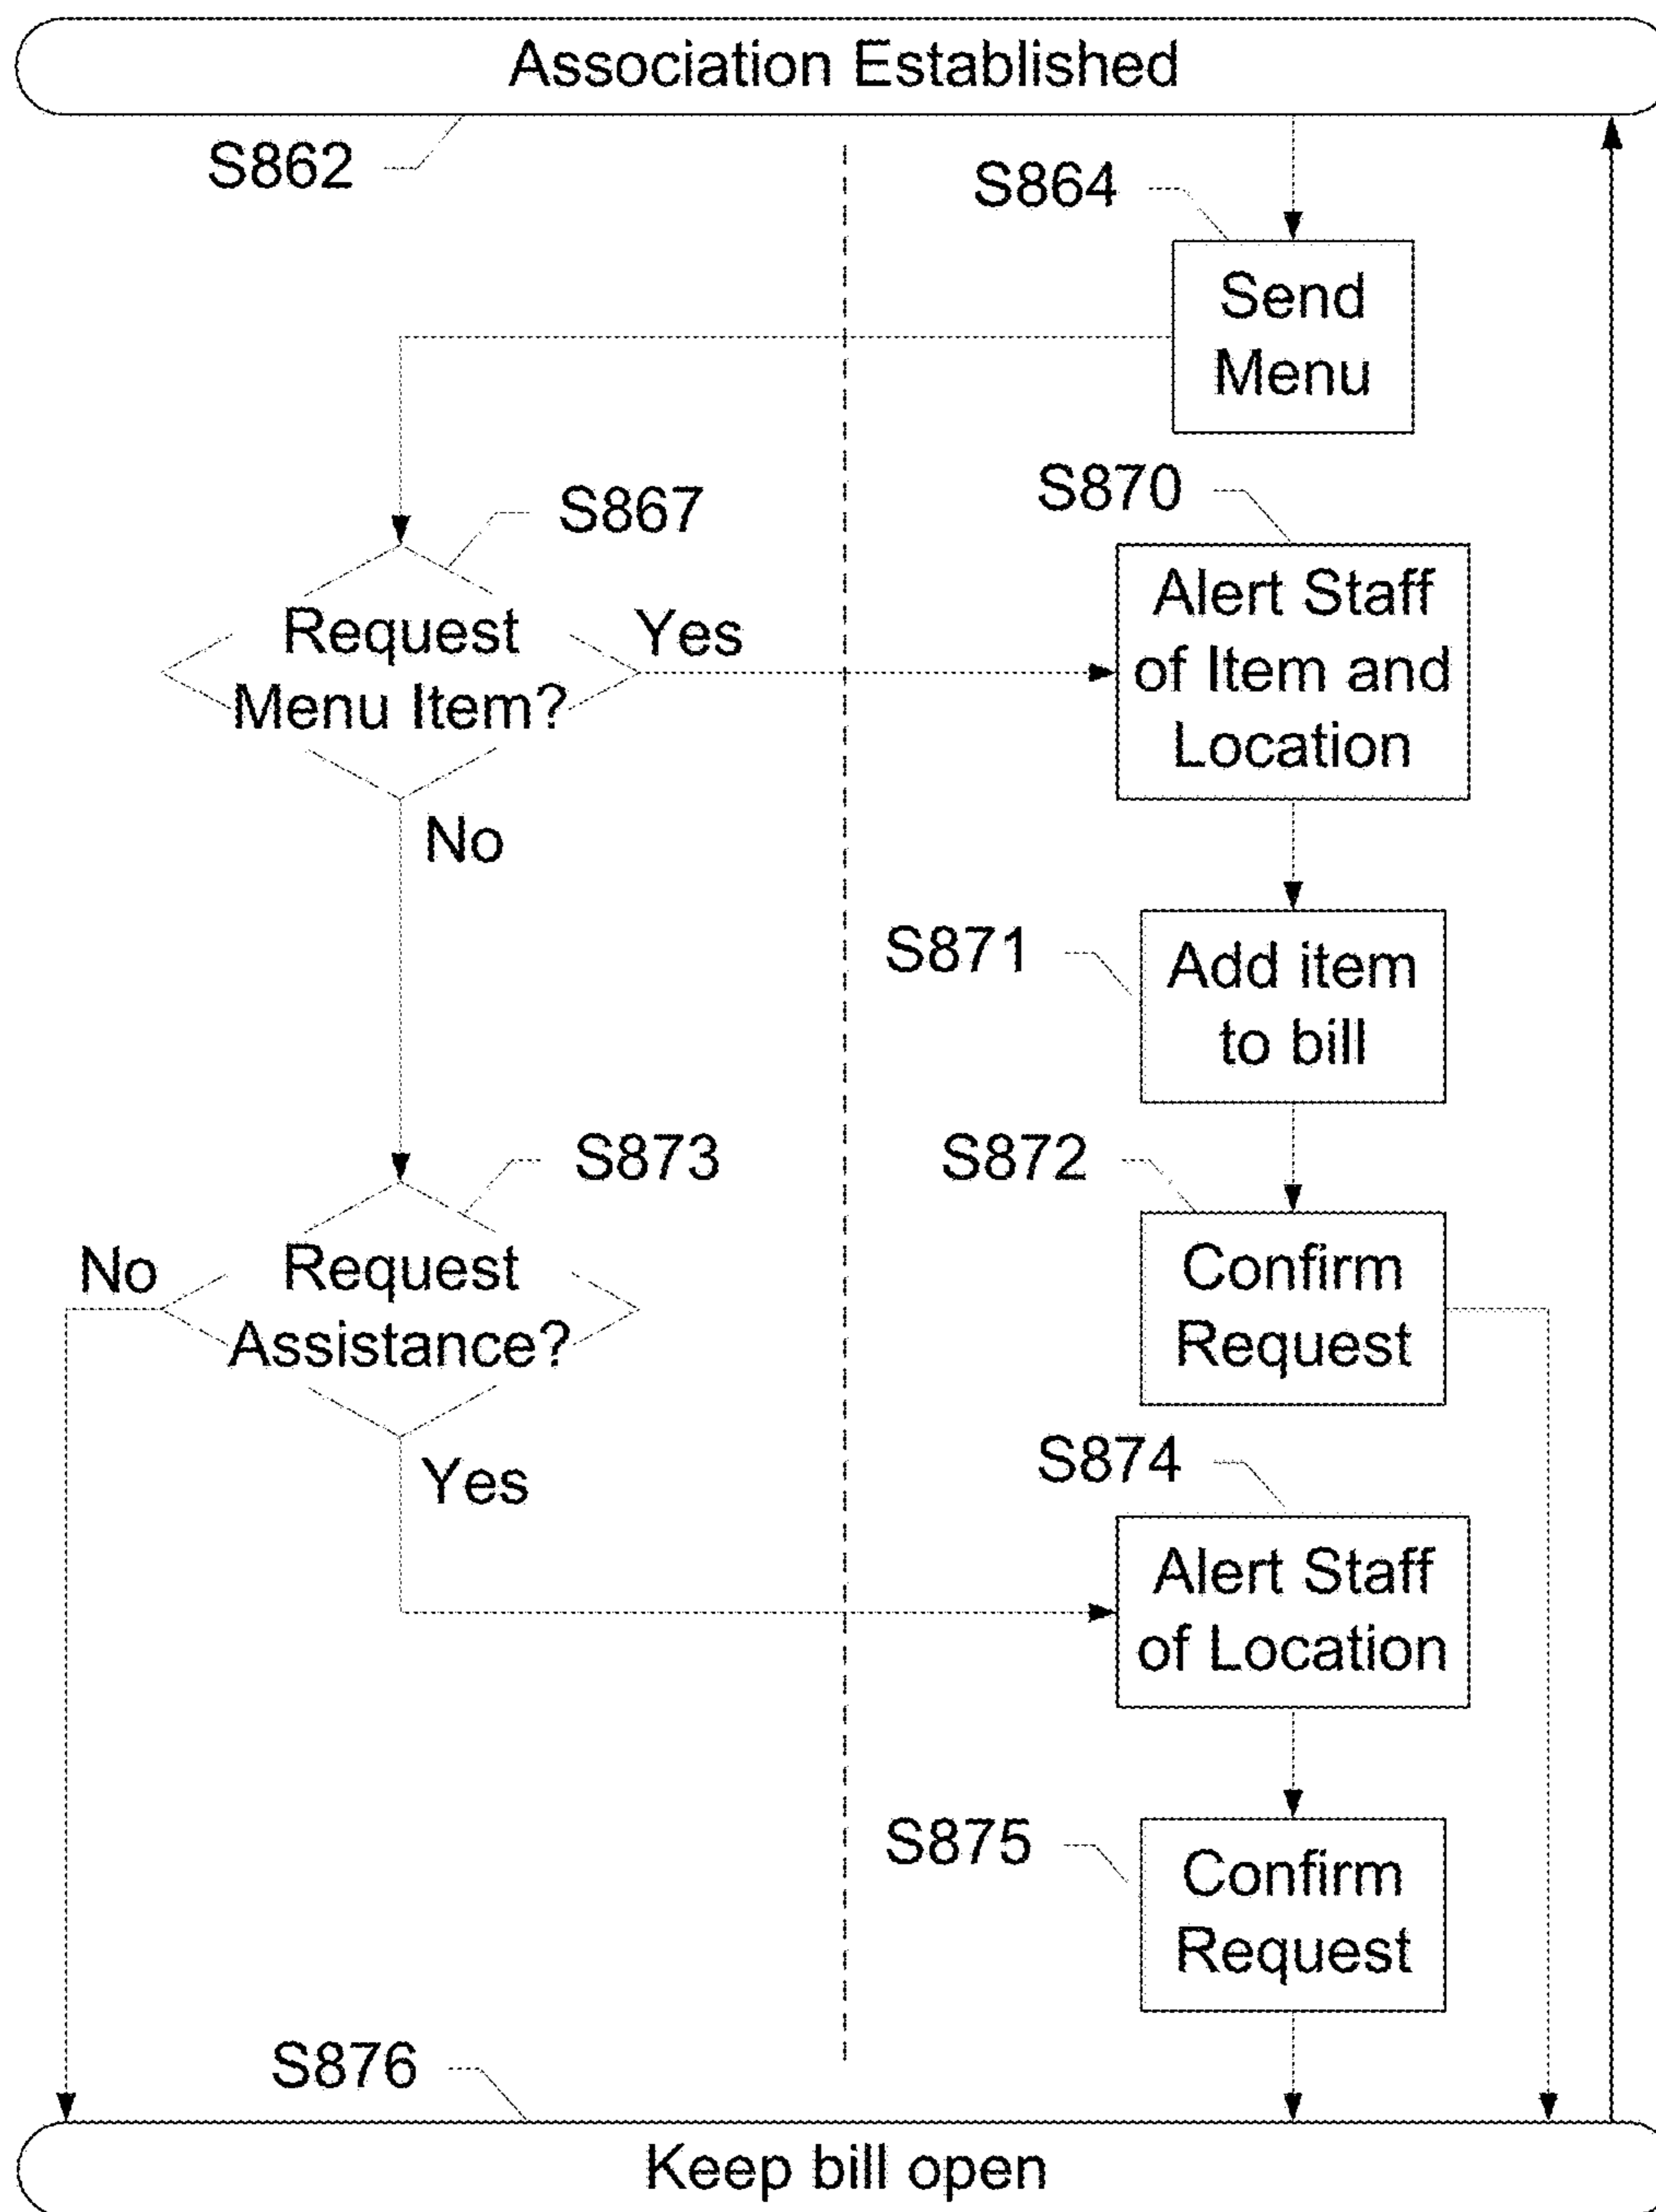 Association Established
S862
S864
Send
Menu
S867
S870
Request
Menu Item?
Yes
Alert Staff
of Item and
Location
No
S871
Add item
to bill
S873
S872
No
Request
Assistance?
Confirm
Request
Yes
S874
Alert Staff
of Location
S875
Confirm
Request
S876
Keep bill open